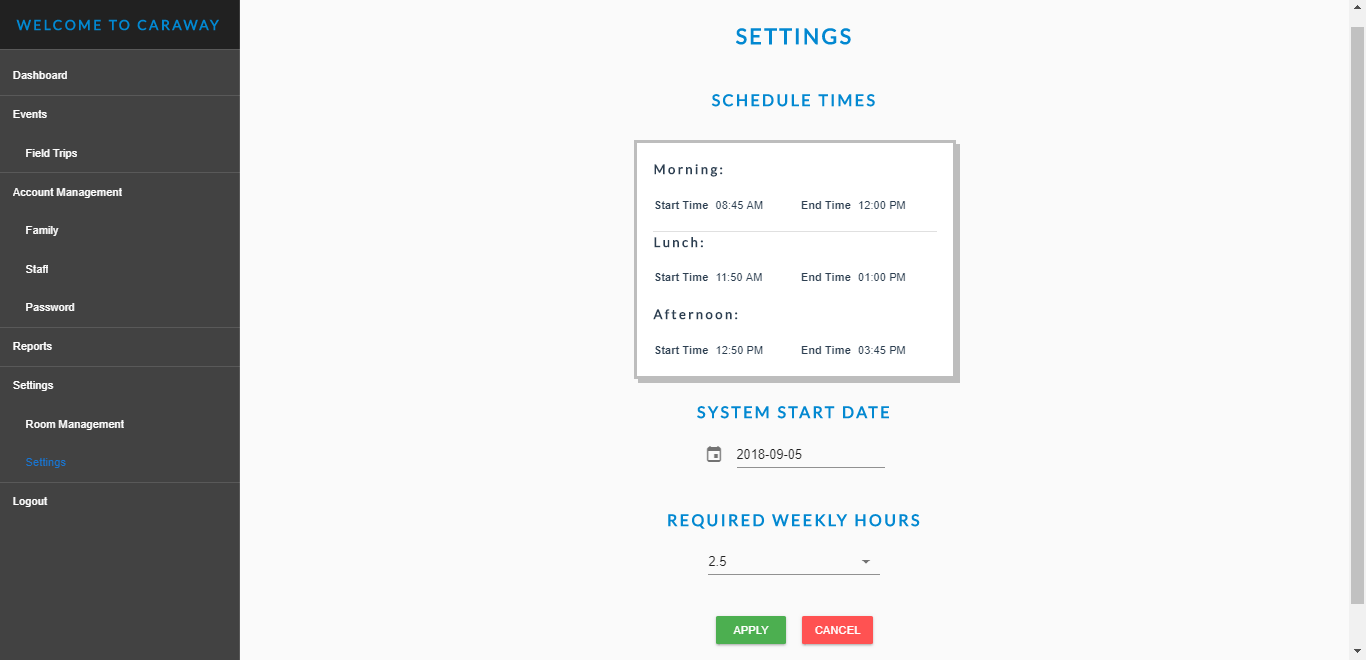 WELCOME TO CARAWAY
Dashboard
Events
Field Trips
Account Management
Family
Staff
Password
Reports
Settings
Room Management
Settings
Logout
SETTINGS
SCHEDULE TIMES
Morning:
Start Time 08:45 AM End Time 12:00 PM
Lunch:
Start Time 11:50 AM End Time 01:00 PM
Afternoon:
Start Time 12:50 PM End Time 03:45 PM
SYSTEM START DATE
2018-09-05
REQUIRED WEEKLY HOURS
2.5
APPLY CANCEL